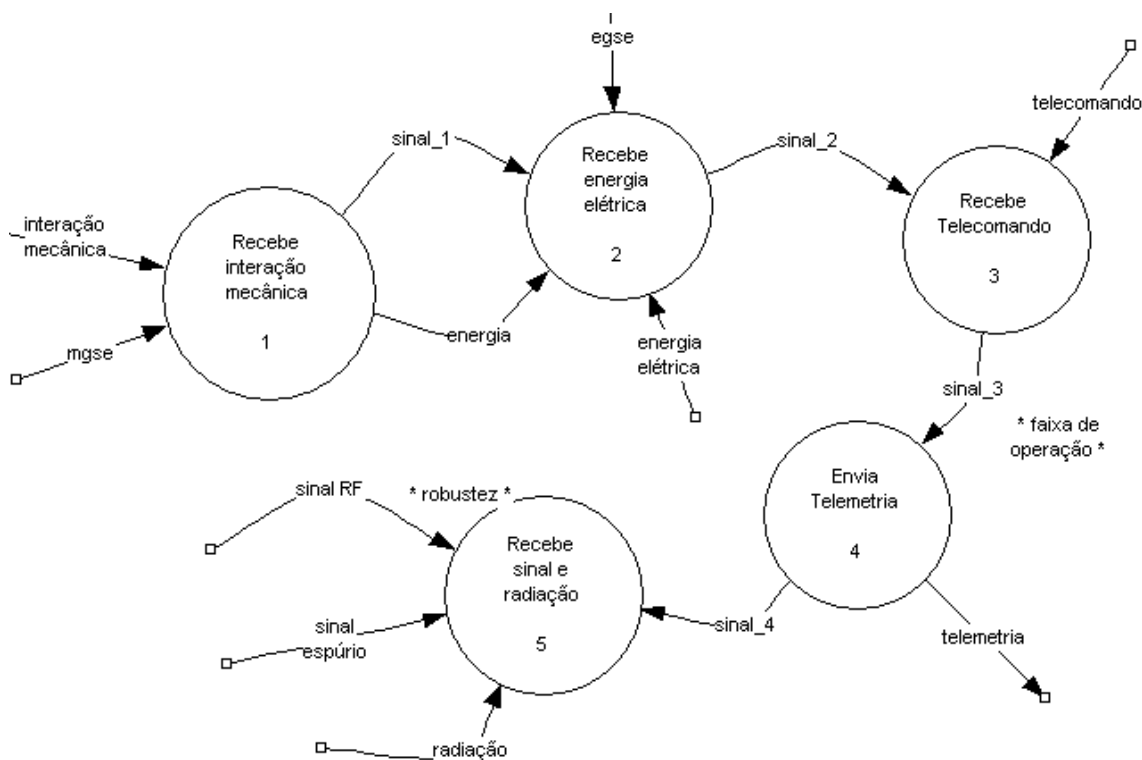 egse
telecomando
sinal_1
sinal_2
Recebe
energia
elétrica
2
Recebe
Telecomando
3
interação
mecânica
Recebe
interação
mecânica
1
mgse
energia
energia
elétrica
sinal_3
* faixa de
operação *
Envia
Telemetria
4
sinal RF
* robustez *
Recebe
sinal e
radiação
5
sinal
espúrio
sinal_4
telemetria
radiação